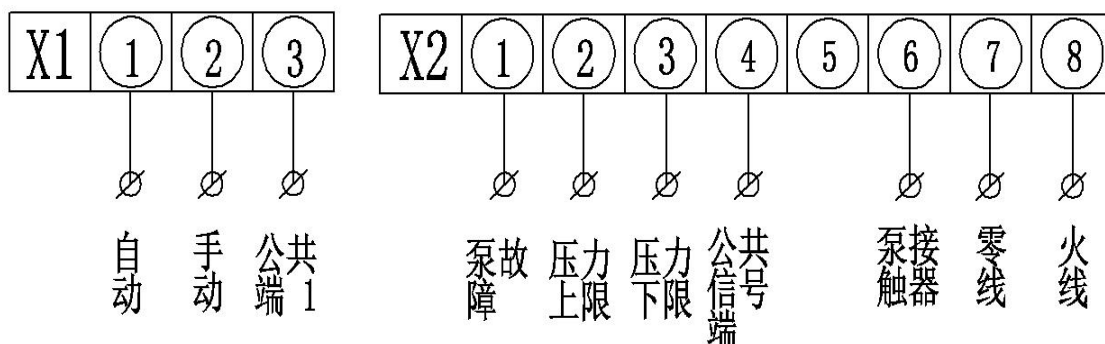 X1 1 2 3
X2 1 2 3 4 5 6 7 8
自动
手动
公共端 1
泵故障
压力上限
压力下限
公共信号端
泵接触器
零线
火线